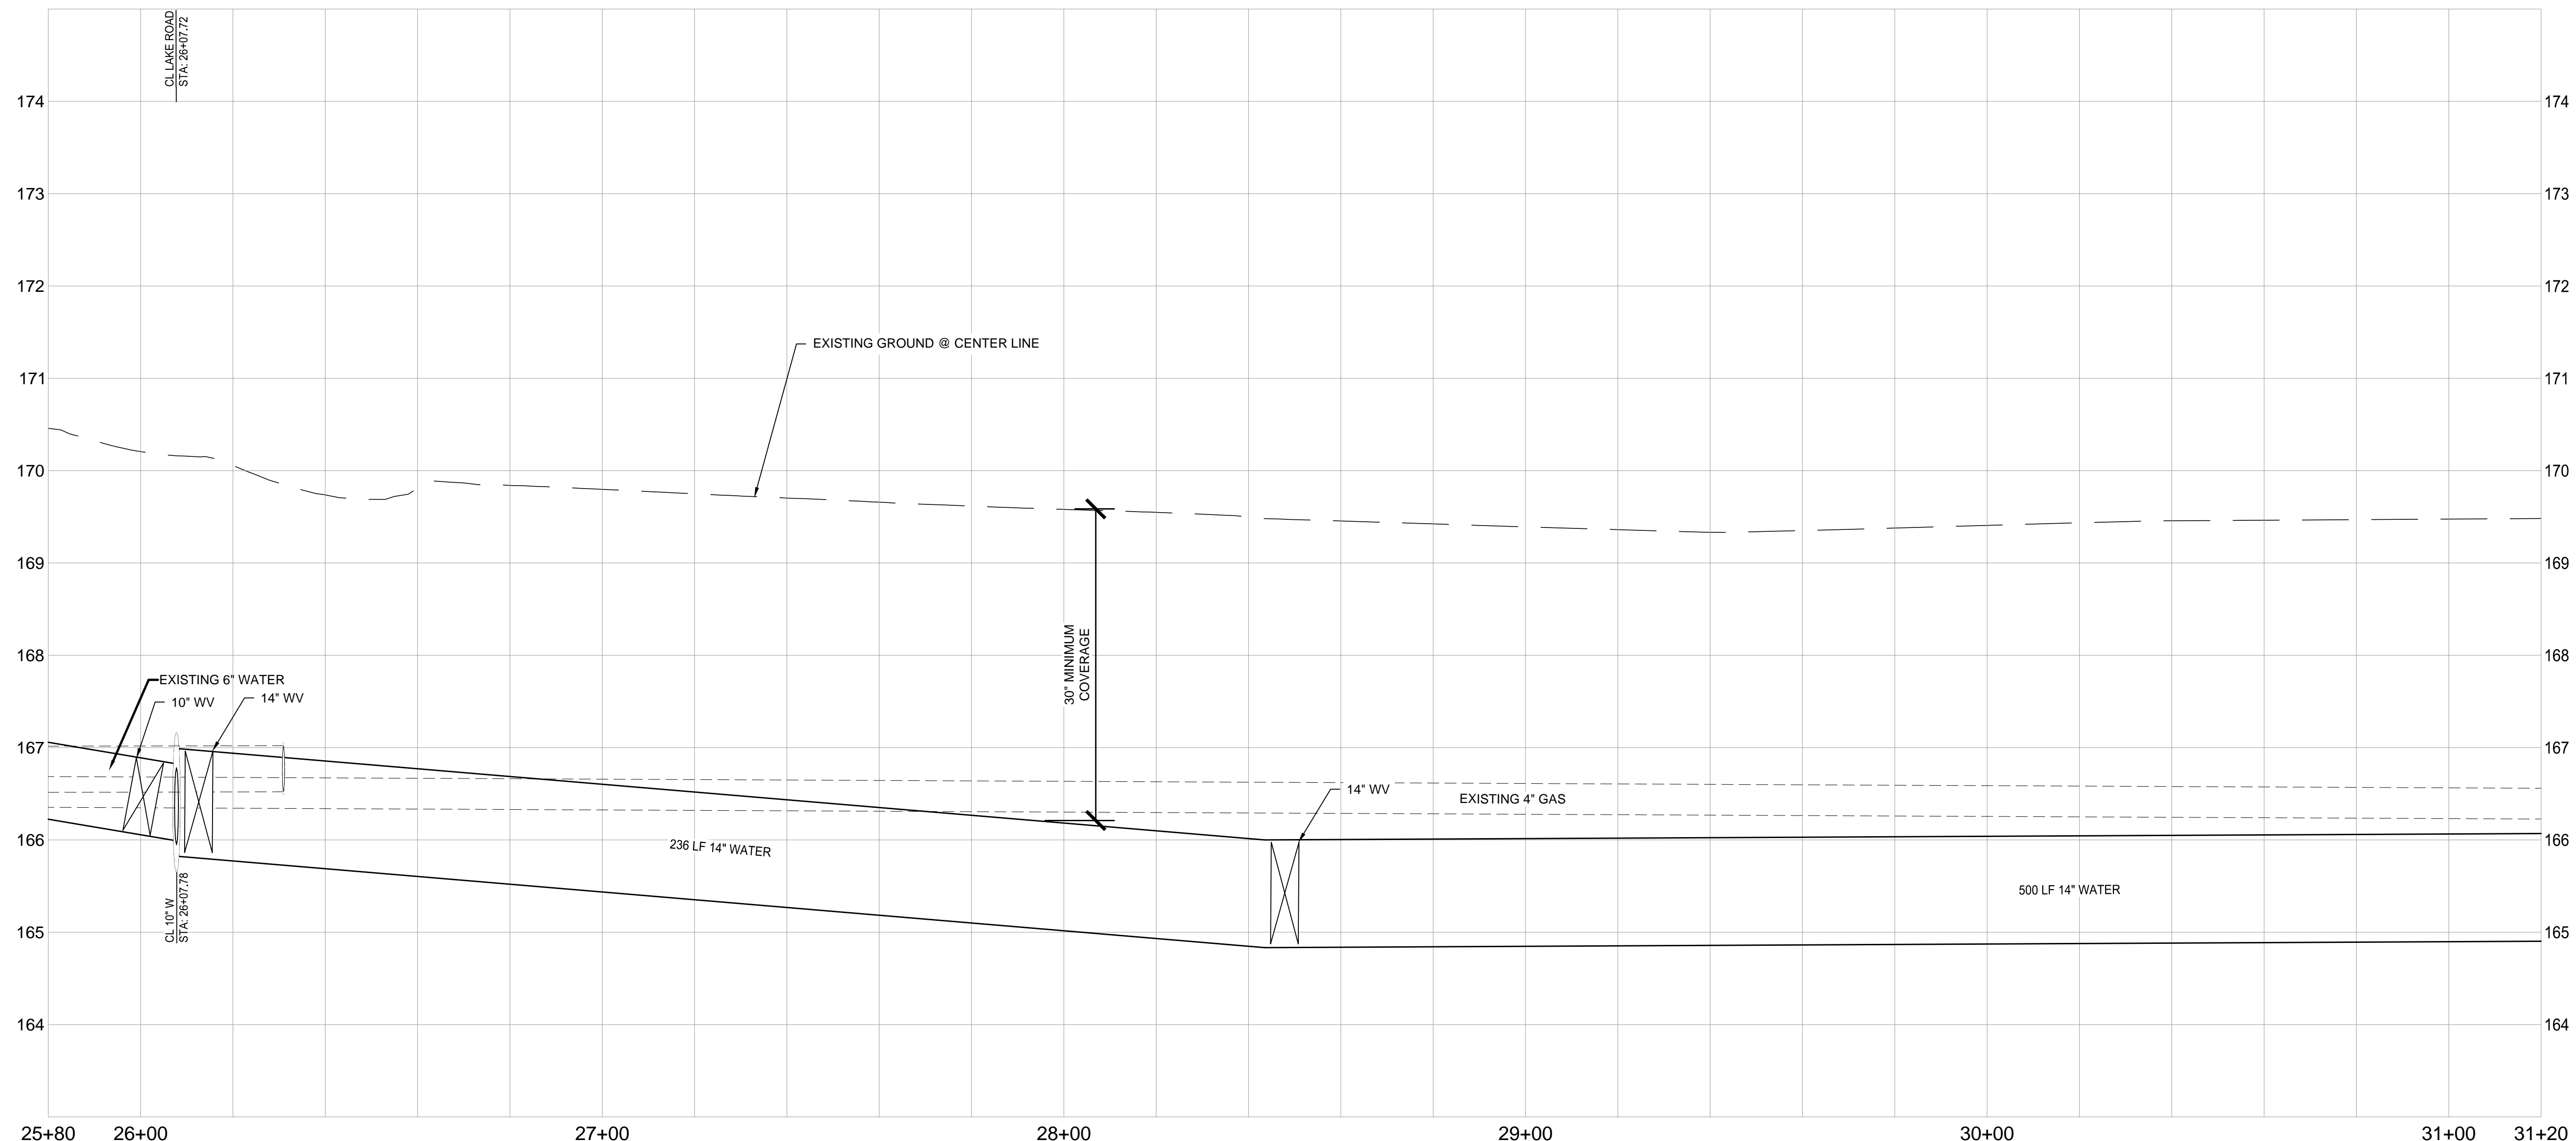 CL LAKE ROAD
STA: 26+07.72
174
174
173
173
172
172
EXISTING GROUND @ CENTER LINE
171
171
170
170
169
169
30" MINIMUM
COVERAGE
168
168
EXISTING 6" WATER
10" WV
14" WV
167
167
14" WV
EXISTING 4" GAS
166
166
236 LF 14" WATER
500 LF 14" WATER
CL 10" W
STA: 26+07.78
165
165
164
164
25+80
26+00
27+00
28+00
29+00
30+00
31+00
31+20